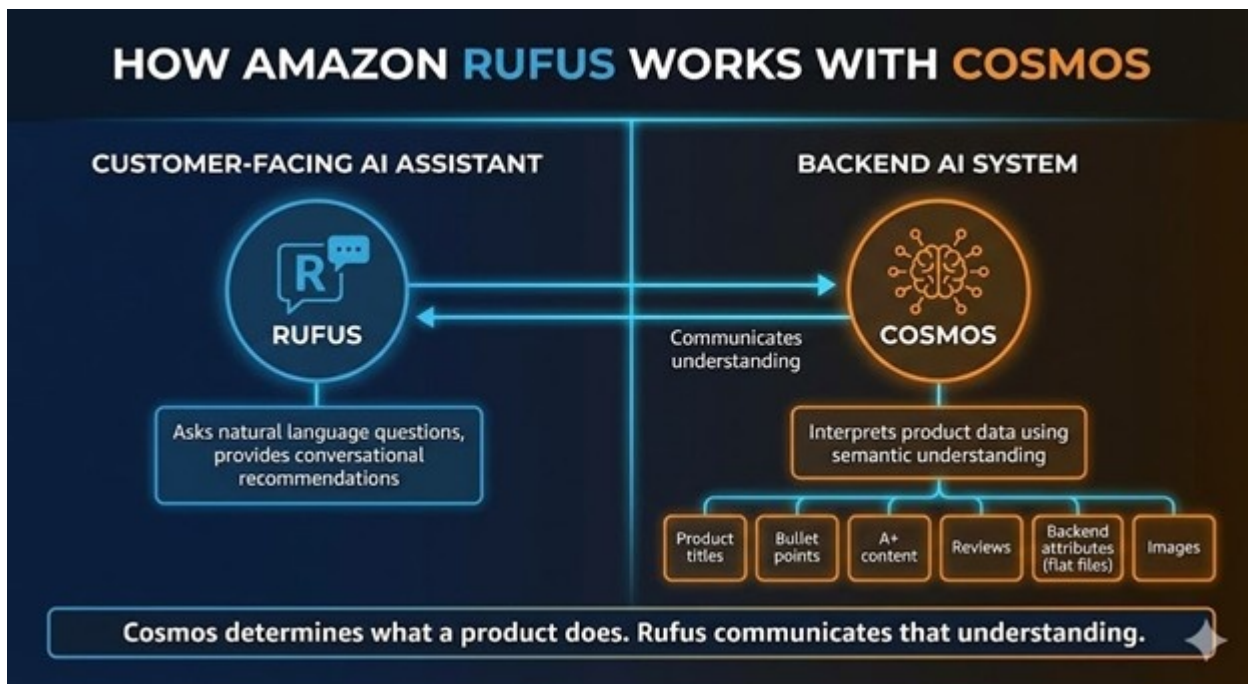 HOW AMAZON RUFUS WORKS WITH COSMOS
CUSTOMER-FACING AI ASSISTANT
R
RUFUS
Asks natural language questions,
provides conversational
recommendations
BACKEND AI SYSTEM
COSMOS
Communicates
understanding
Interprets product data using
semantic understanding
Product
titles
Bullet
points
A+
content
Reviews
Backend
attributes
(flat files)
Images
Cosmos determines what a product does. Rufus communicates that understanding.